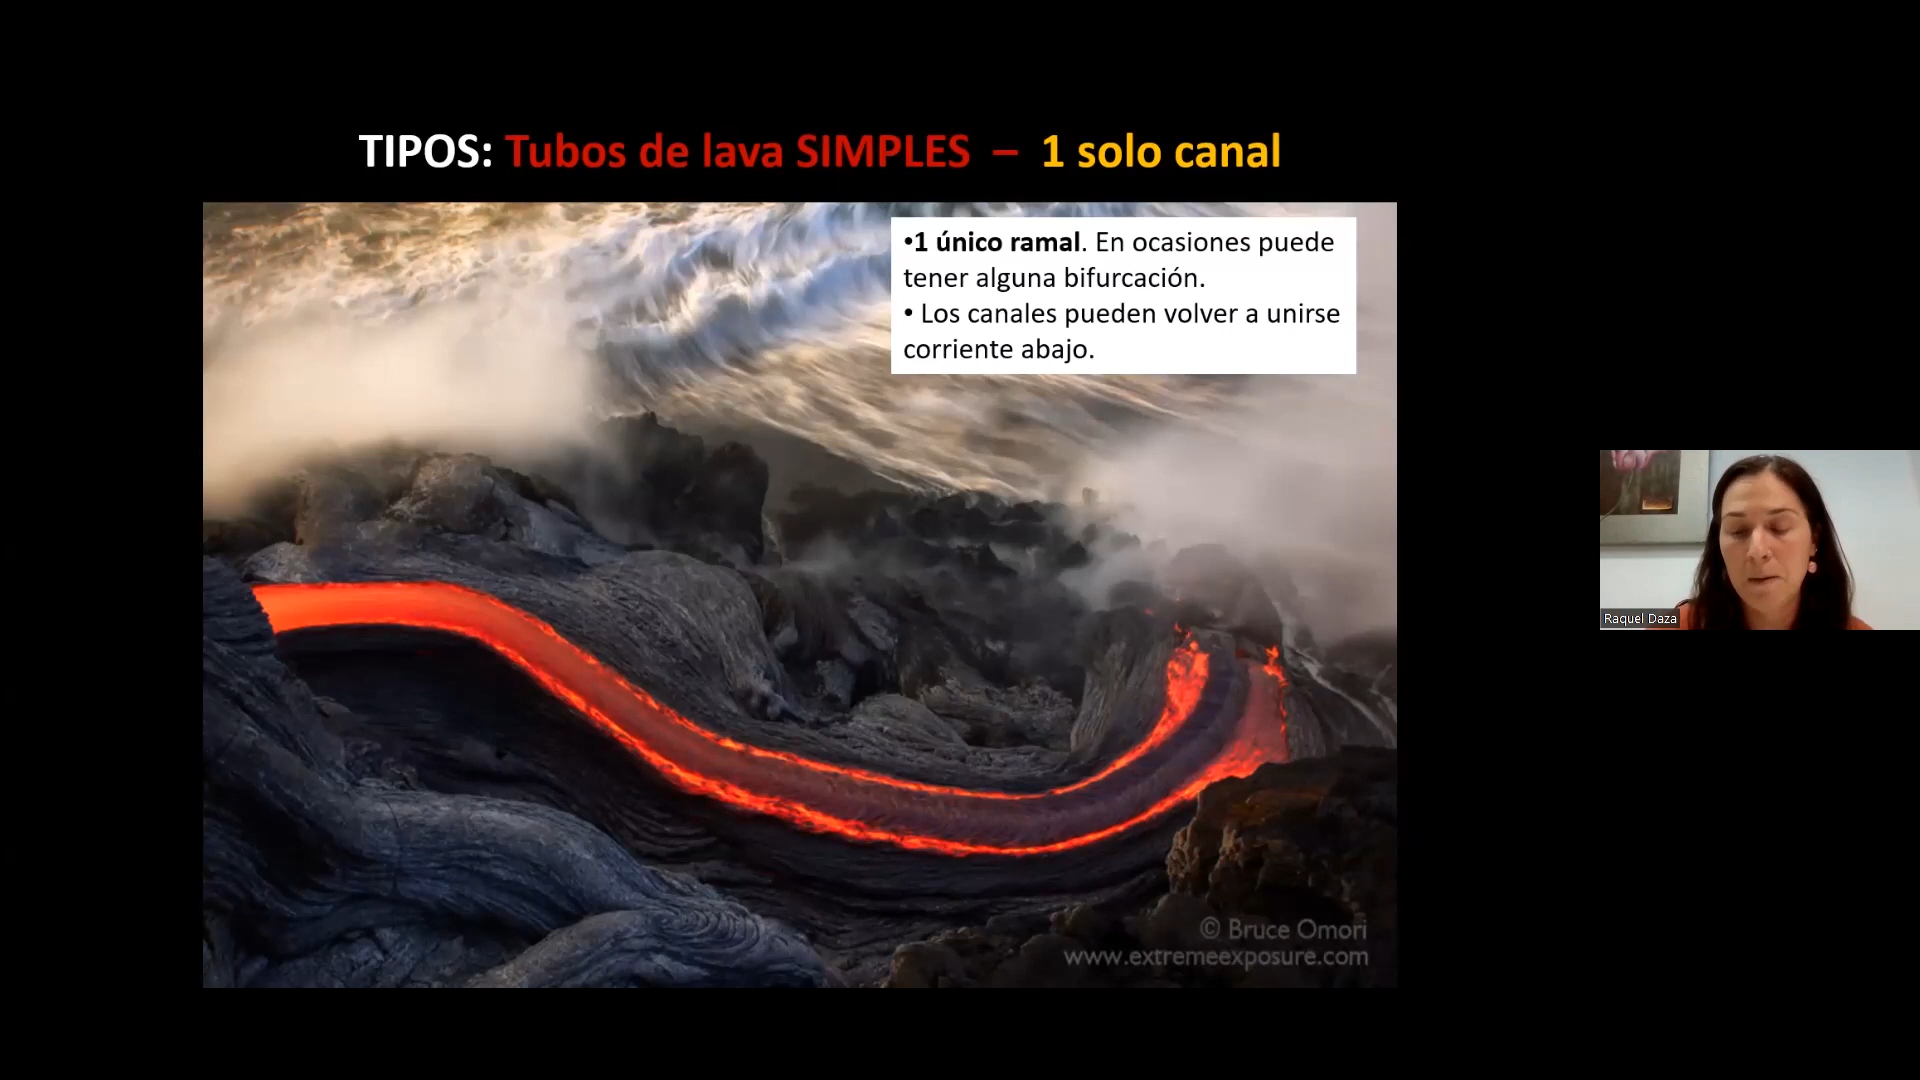 TIPOS: Tubos de lava SIMPLES – 1 solo canal
•1 único ramal. En ocasiones puede
tener alguna bifurcación.
• Los canales pueden volver a unirse
corriente abajo.
Raquel Daza
© Bruce Omori
www.extremeexposure.com